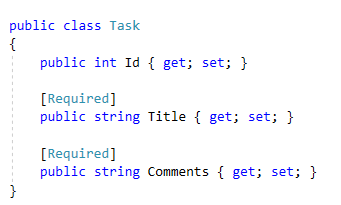 public class Task
{
public int Id { get; set; }
[Required]
public string Title { get; set; }
[Required]
public string Comments { get; set; }
}